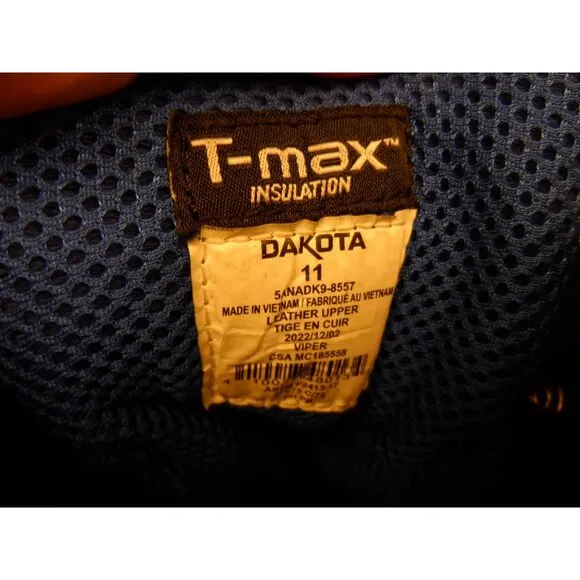 T-max™
INSULATION
DAKOTA
11
5ANADK9-8557
MADE IN VIETNAM / FABRIQUÉ AU VIETNAM
LEATHER UPPER
TIGE EN CUIR
2022/12/02
VIPER
CSA MC185558